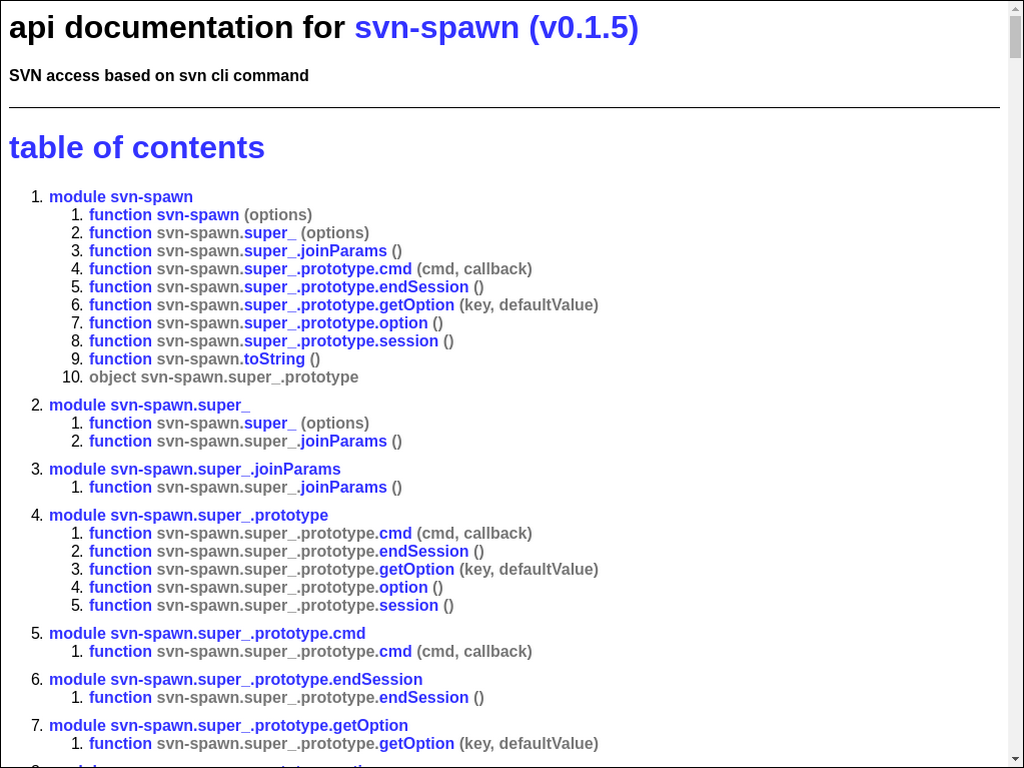 api documentation for svn-spawn (v0.1.5)
SVN access based on svn cli command
table of contents
1. module svn-spawn
1. function svn-spawn (options)
2. function svn-spawn.super_ (options)
3. function svn-spawn.super_.joinParams ()
4. function svn-spawn.super_.prototype.cmd (cmd, callback)
5. function svn-spawn.super_.prototype.endSession ()
6. function svn-spawn.super_.prototype.getOption (key, defaultValue)
7. function svn-spawn.super_.prototype.option ()
8. function svn-spawn.super_.prototype.session ()
9. function svn-spawn.toString ()
10. object svn-spawn.super_.prototype
2. module svn-spawn.super_
1. function svn-spawn.super_ (options)
2. function svn-spawn.super_.joinParams ()
3. module svn-spawn.super_.joinParams
1. function svn-spawn.super_.joinParams ()
4. module svn-spawn.super_.prototype
1. function svn-spawn.super_.prototype.cmd (cmd, callback)
2. function svn-spawn.super_.prototype.endSession ()
3. function svn-spawn.super_.prototype.getOption (key, defaultValue)
4. function svn-spawn.super_.prototype.option ()
5. function svn-spawn.super_.prototype.session ()
5. module svn-spawn.super_.prototype.cmd
1. function svn-spawn.super_.prototype.cmd (cmd, callback)
6. module svn-spawn.super_.prototype.endSession
1. function svn-spawn.super_.prototype.endSession ()
7. module svn-spawn.super_.prototype.getOption
1. function svn-spawn.super_.prototype.getOption (key, defaultValue)